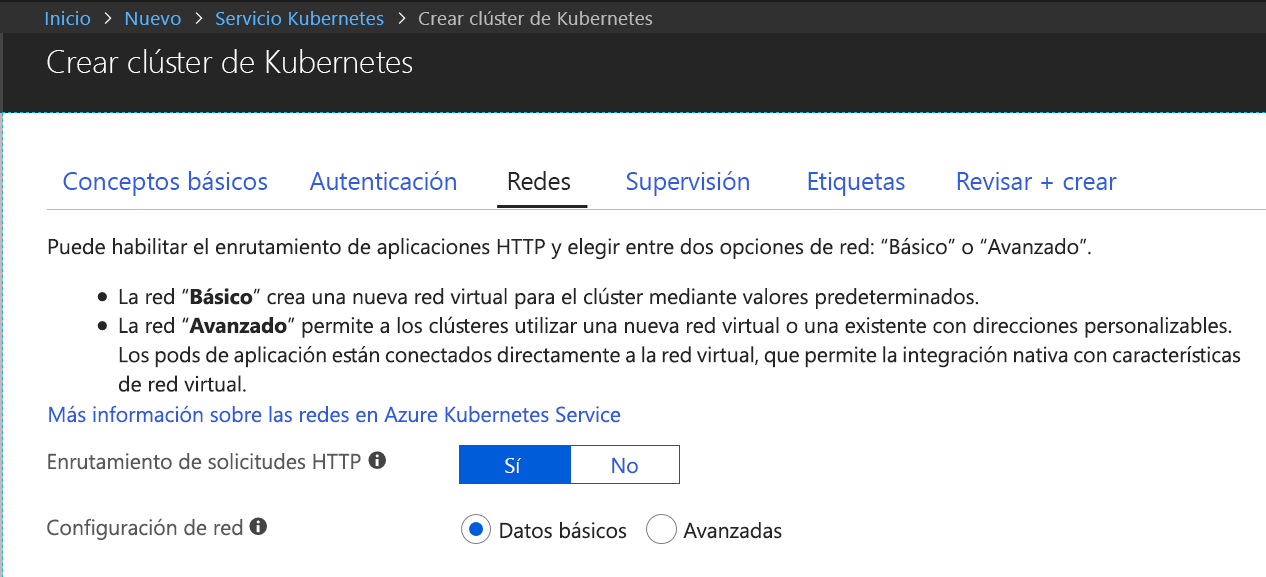 Inicio > Nuevo > Servicio Kubernetes > Crear clúster de Kubernetes
Crear clúster de Kubernetes
Conceptos básicos Autenticación Redes Supervisión Etiquetas Revisar + crear
Puede habilitar el enrutamiento de aplicaciones HTTP y elegir entre dos opciones de red: “Básico” o “Avanzado”.
• La red “Básico” crea una nueva red virtual para el clúster mediante valores predeterminados.
• La red “Avanzado” permite a los clústeres utilizar una nueva red virtual o una existente con direcciones personalizables.
Los pods de aplicación están conectados directamente a la red virtual, que permite la integración nativa con características
de red virtual.
Más información sobre las redes en Azure Kubernetes Service
Enrutamiento de solicitudes HTTP Sí No
Configuración de red Datos básicos Avanzadas